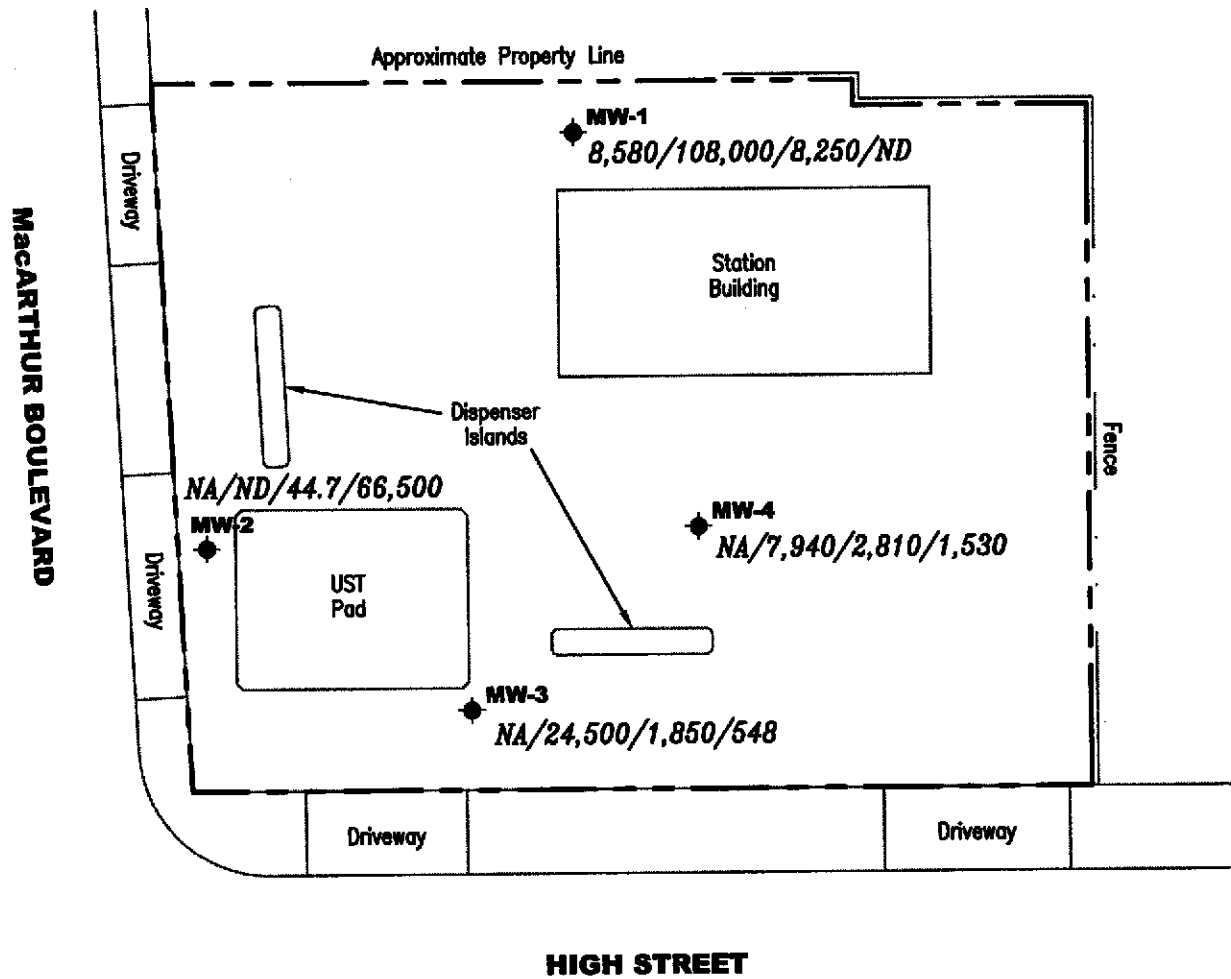 Approximate Property Line
MW-1
8,580/108,000/8,250/ND
Driveway
MacARTHUR BOULEVARD
Station
Building
Dispenser
Islands
Fence
NA/ND/44.7/66,500
MW-2
MW-4
NA/7,940/2,810/1,530
Driveway
UST
Pad
MW-3
NA/24,500/1,850/548
Driveway
Driveway
HIGH STREET